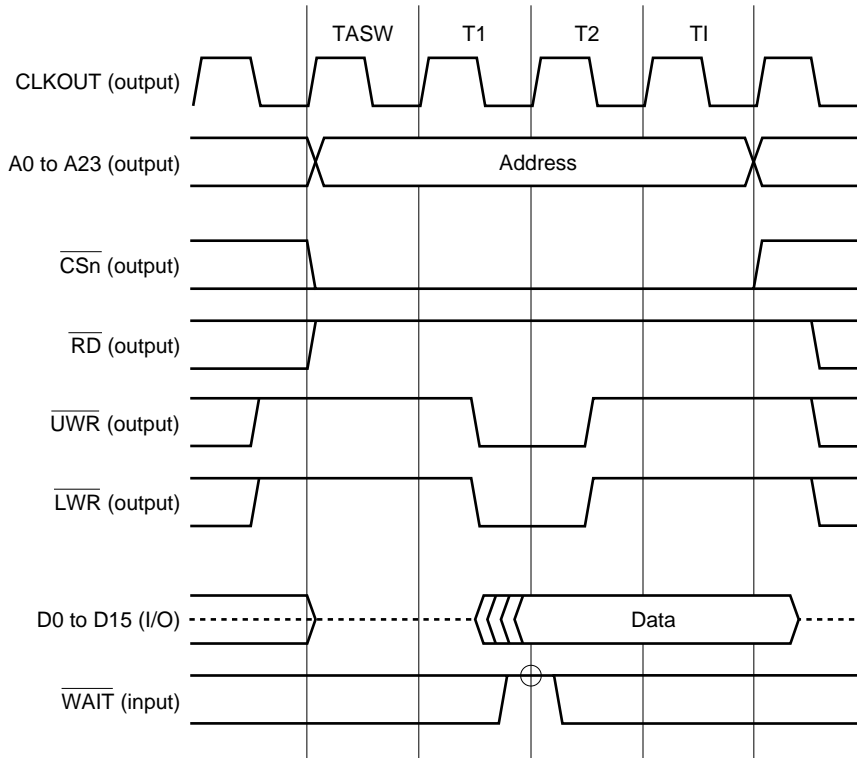 TASW T1 T2 TI
CLKOUT (output)
A0 to A23 (output) Address
CSn (output)
RD (output)
UWR (output)
LWR (output)
D0 to D15 (I/O) Data
WAIT (input)